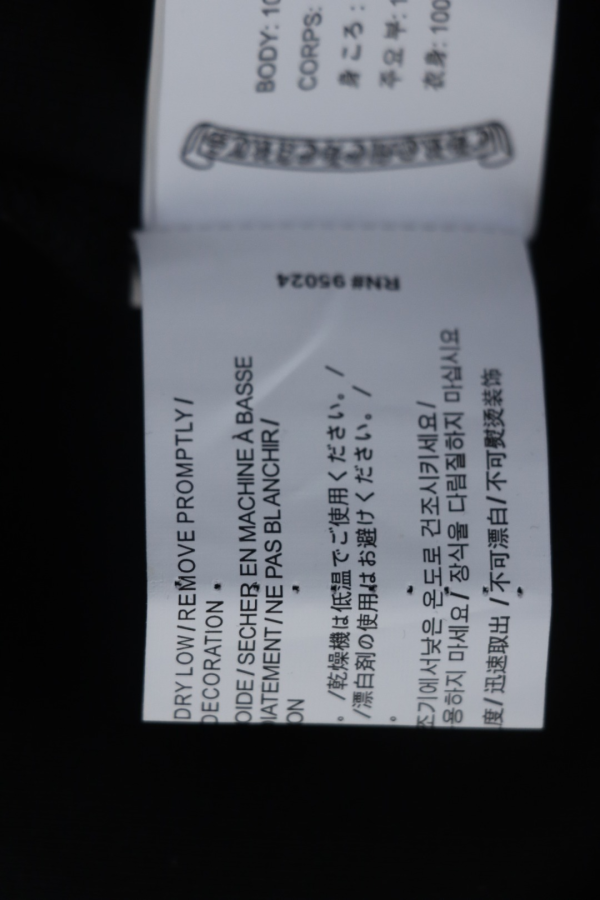 BODY: 10
CORPS:
身ごろ:
주요 부: 1
衣身: 100
RN# 95024
DRY LOW / REMOVE PROMPTLY /
DECORATION
OIDE / SECHER EN MACHINE À BASSE
IATEMENT / NE PAS BLANCHIR /
ON
。/乾燥機は低温でご使用ください。/
/漂白剤の使用はお避けください。/
。
조기에서 낮은 온도로 건조시키세요/
용하지 마세요/ 장식을 다림질하지 마십시요
度/ 迅速取出 /不可漂白/不可熨烫装饰